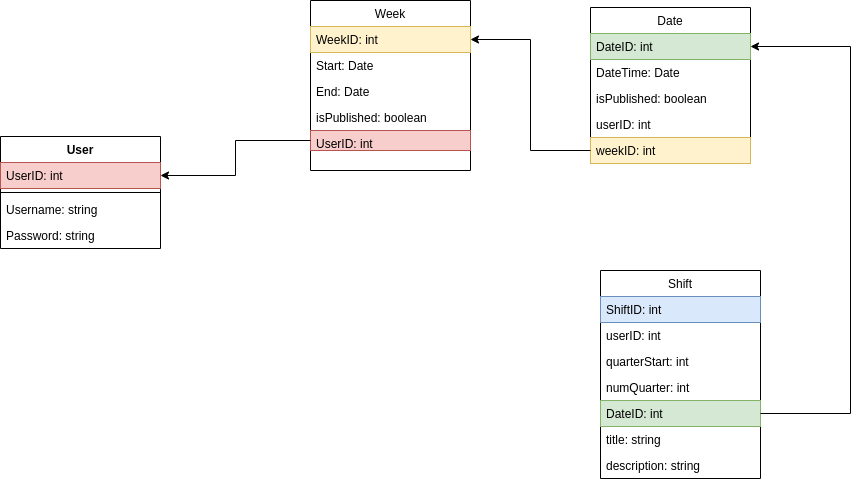 Week
WeekID: int
Start: Date
End: Date
isPublished: boolean
UserID: int
Date
DateID: int
DateTime: Date
isPublished: boolean
userID: int
weekID: int
User
UserID: int
Username: string
Password: string
Shift
ShiftID: int
userID: int
quarterStart: int
numQuarter: int
DateID: int
title: string
description: string